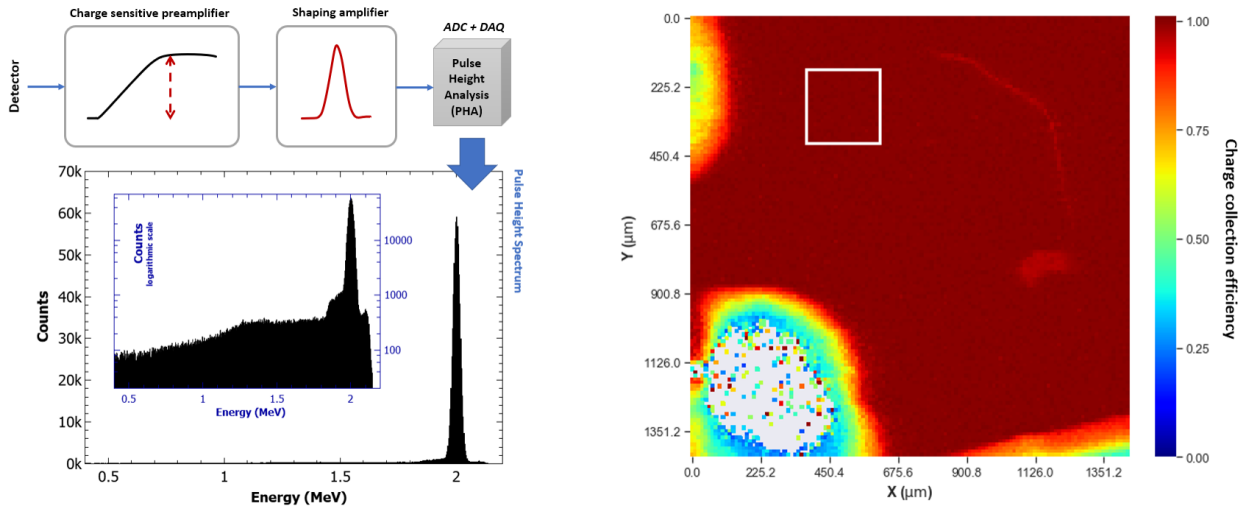 Charge sensitive preamplifier
Shaping amplifier
ADC + DAQ
Detector
Pulse
Height
Analysis
(PHA)
Pulse Height Spectrum
70k
60k
50k
40k
30k
20k
10k
0k
Counts
0.5
1
1.5
2
Energy (MeV)
Counts
logarithmic scale
10000
1000
100
0.5
1
1.5
2
Energy (MeV)
0.0
225.2
450.4
675.6
900.8
1126.0
1351.2
Y (μm)
0.0
225.2
450.4
675.6
900.8
1126.0
1351.2
X (μm)
1.00
0.75
0.50
0.25
0.00
Charge collection efficiency